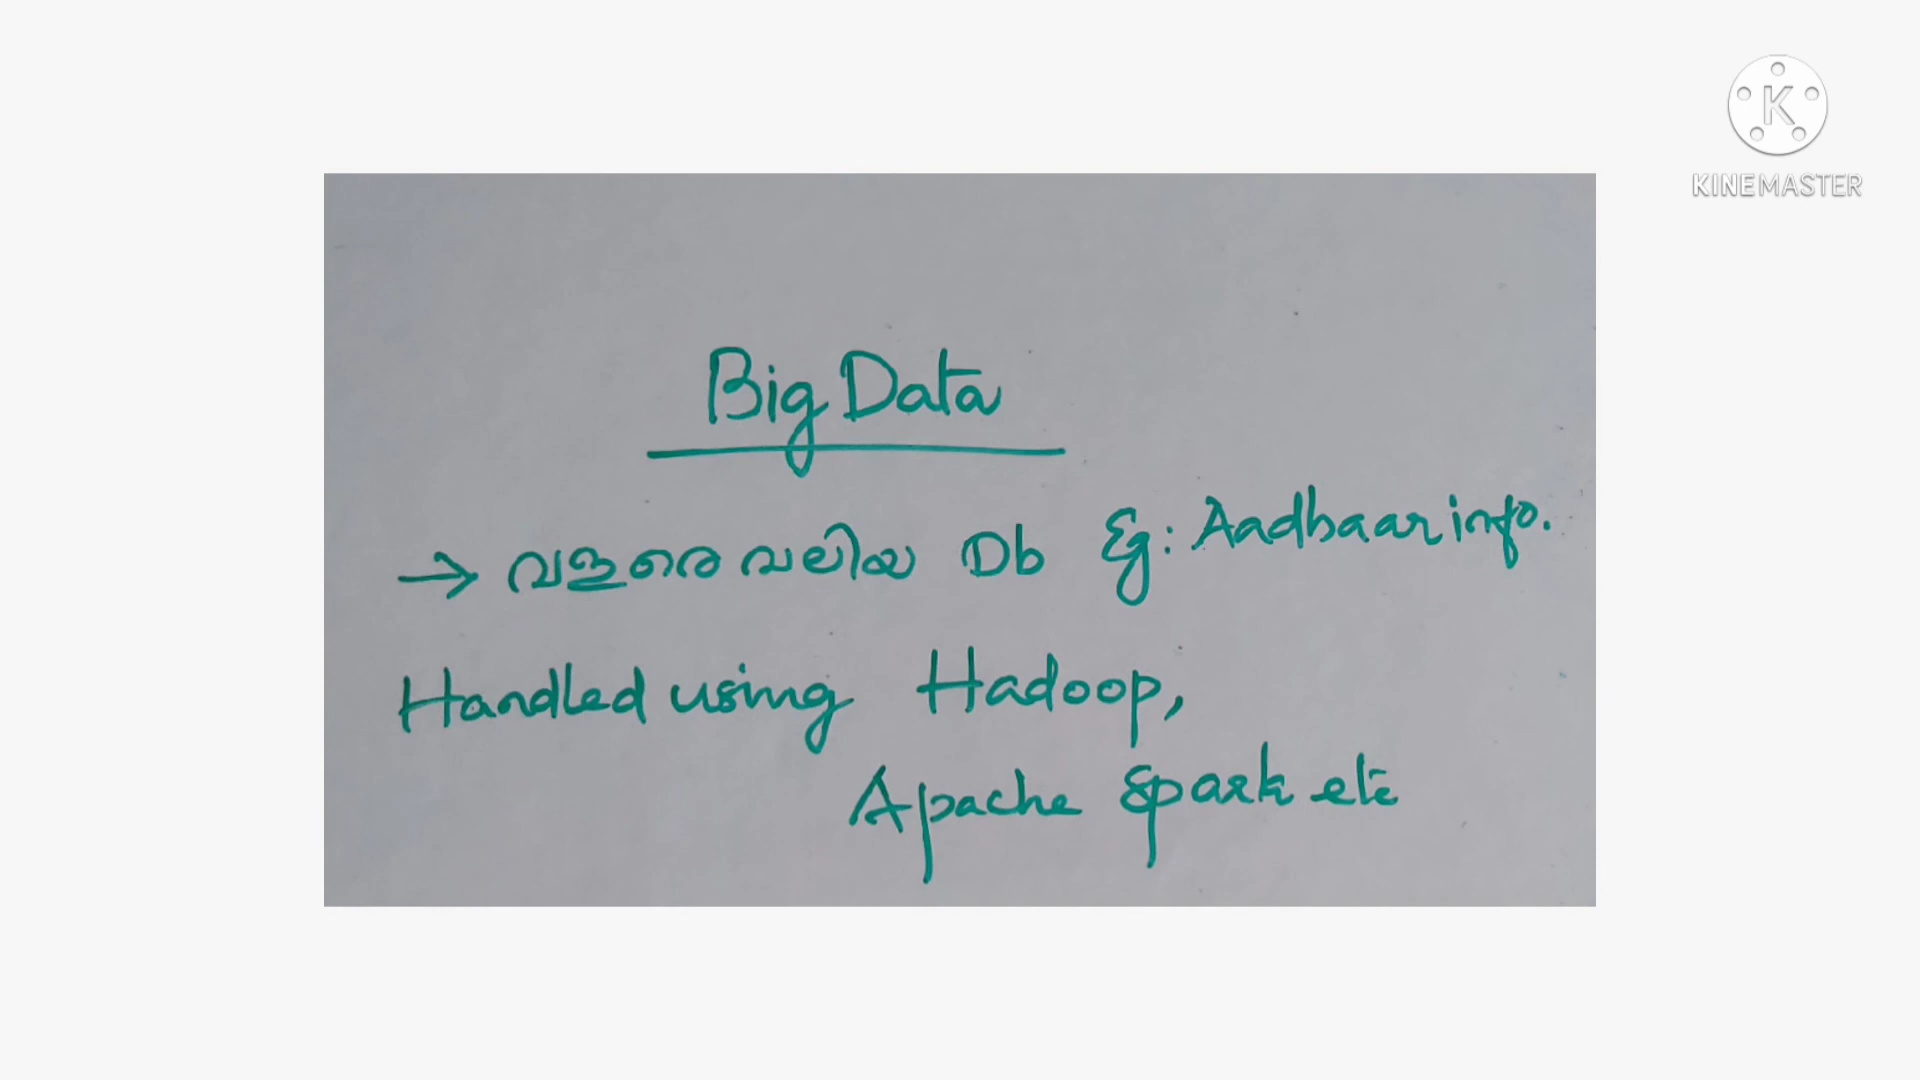 K
KINEMASTER
Big Data
→ വളരെ വലിയ Db Eg: Aadhaar info.
Handled using Hadoop,
Apache Spark etc